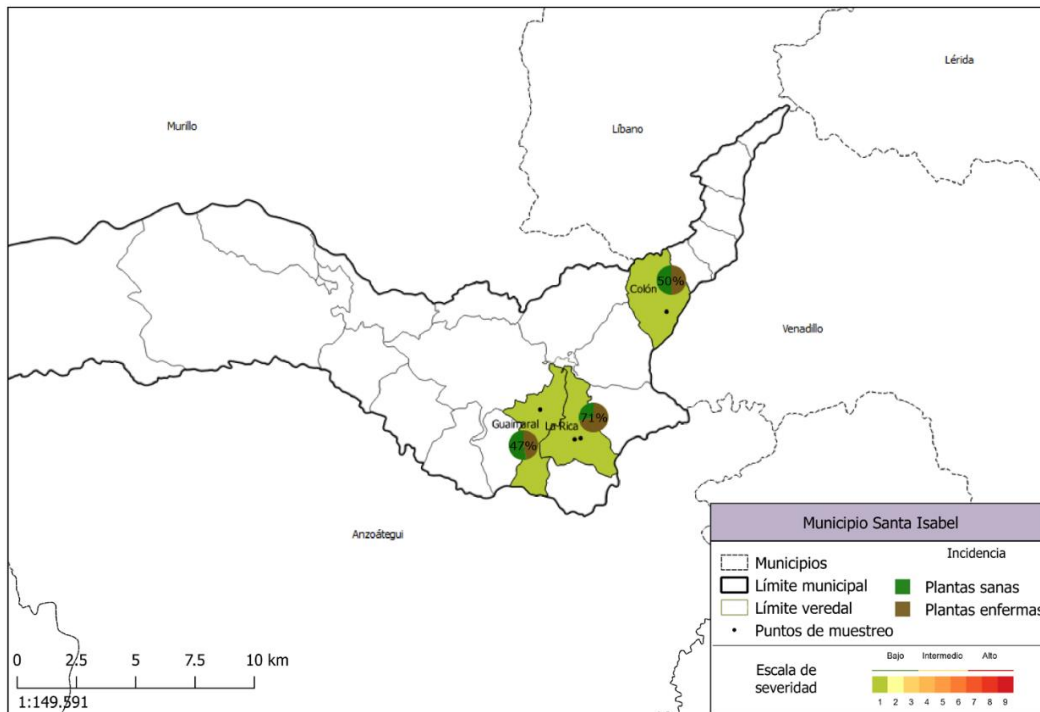 Lérida
Murillo
Líbano
50%
Colón
Venadillo
71%
Guaimaral
La Rica
47%
Anzoátegui
Municipio Santa Isabel
Incidencia
Municipios
Límite municipal
Plantas sanas
Límite veredal
Plantas enfermas
Puntos de muestreo
Bajo Intermedio Alto
Escala de
severidad
1 2 3 4 5 6 7 8 9
0 2.5 5 7.5 10 km
1:149.591